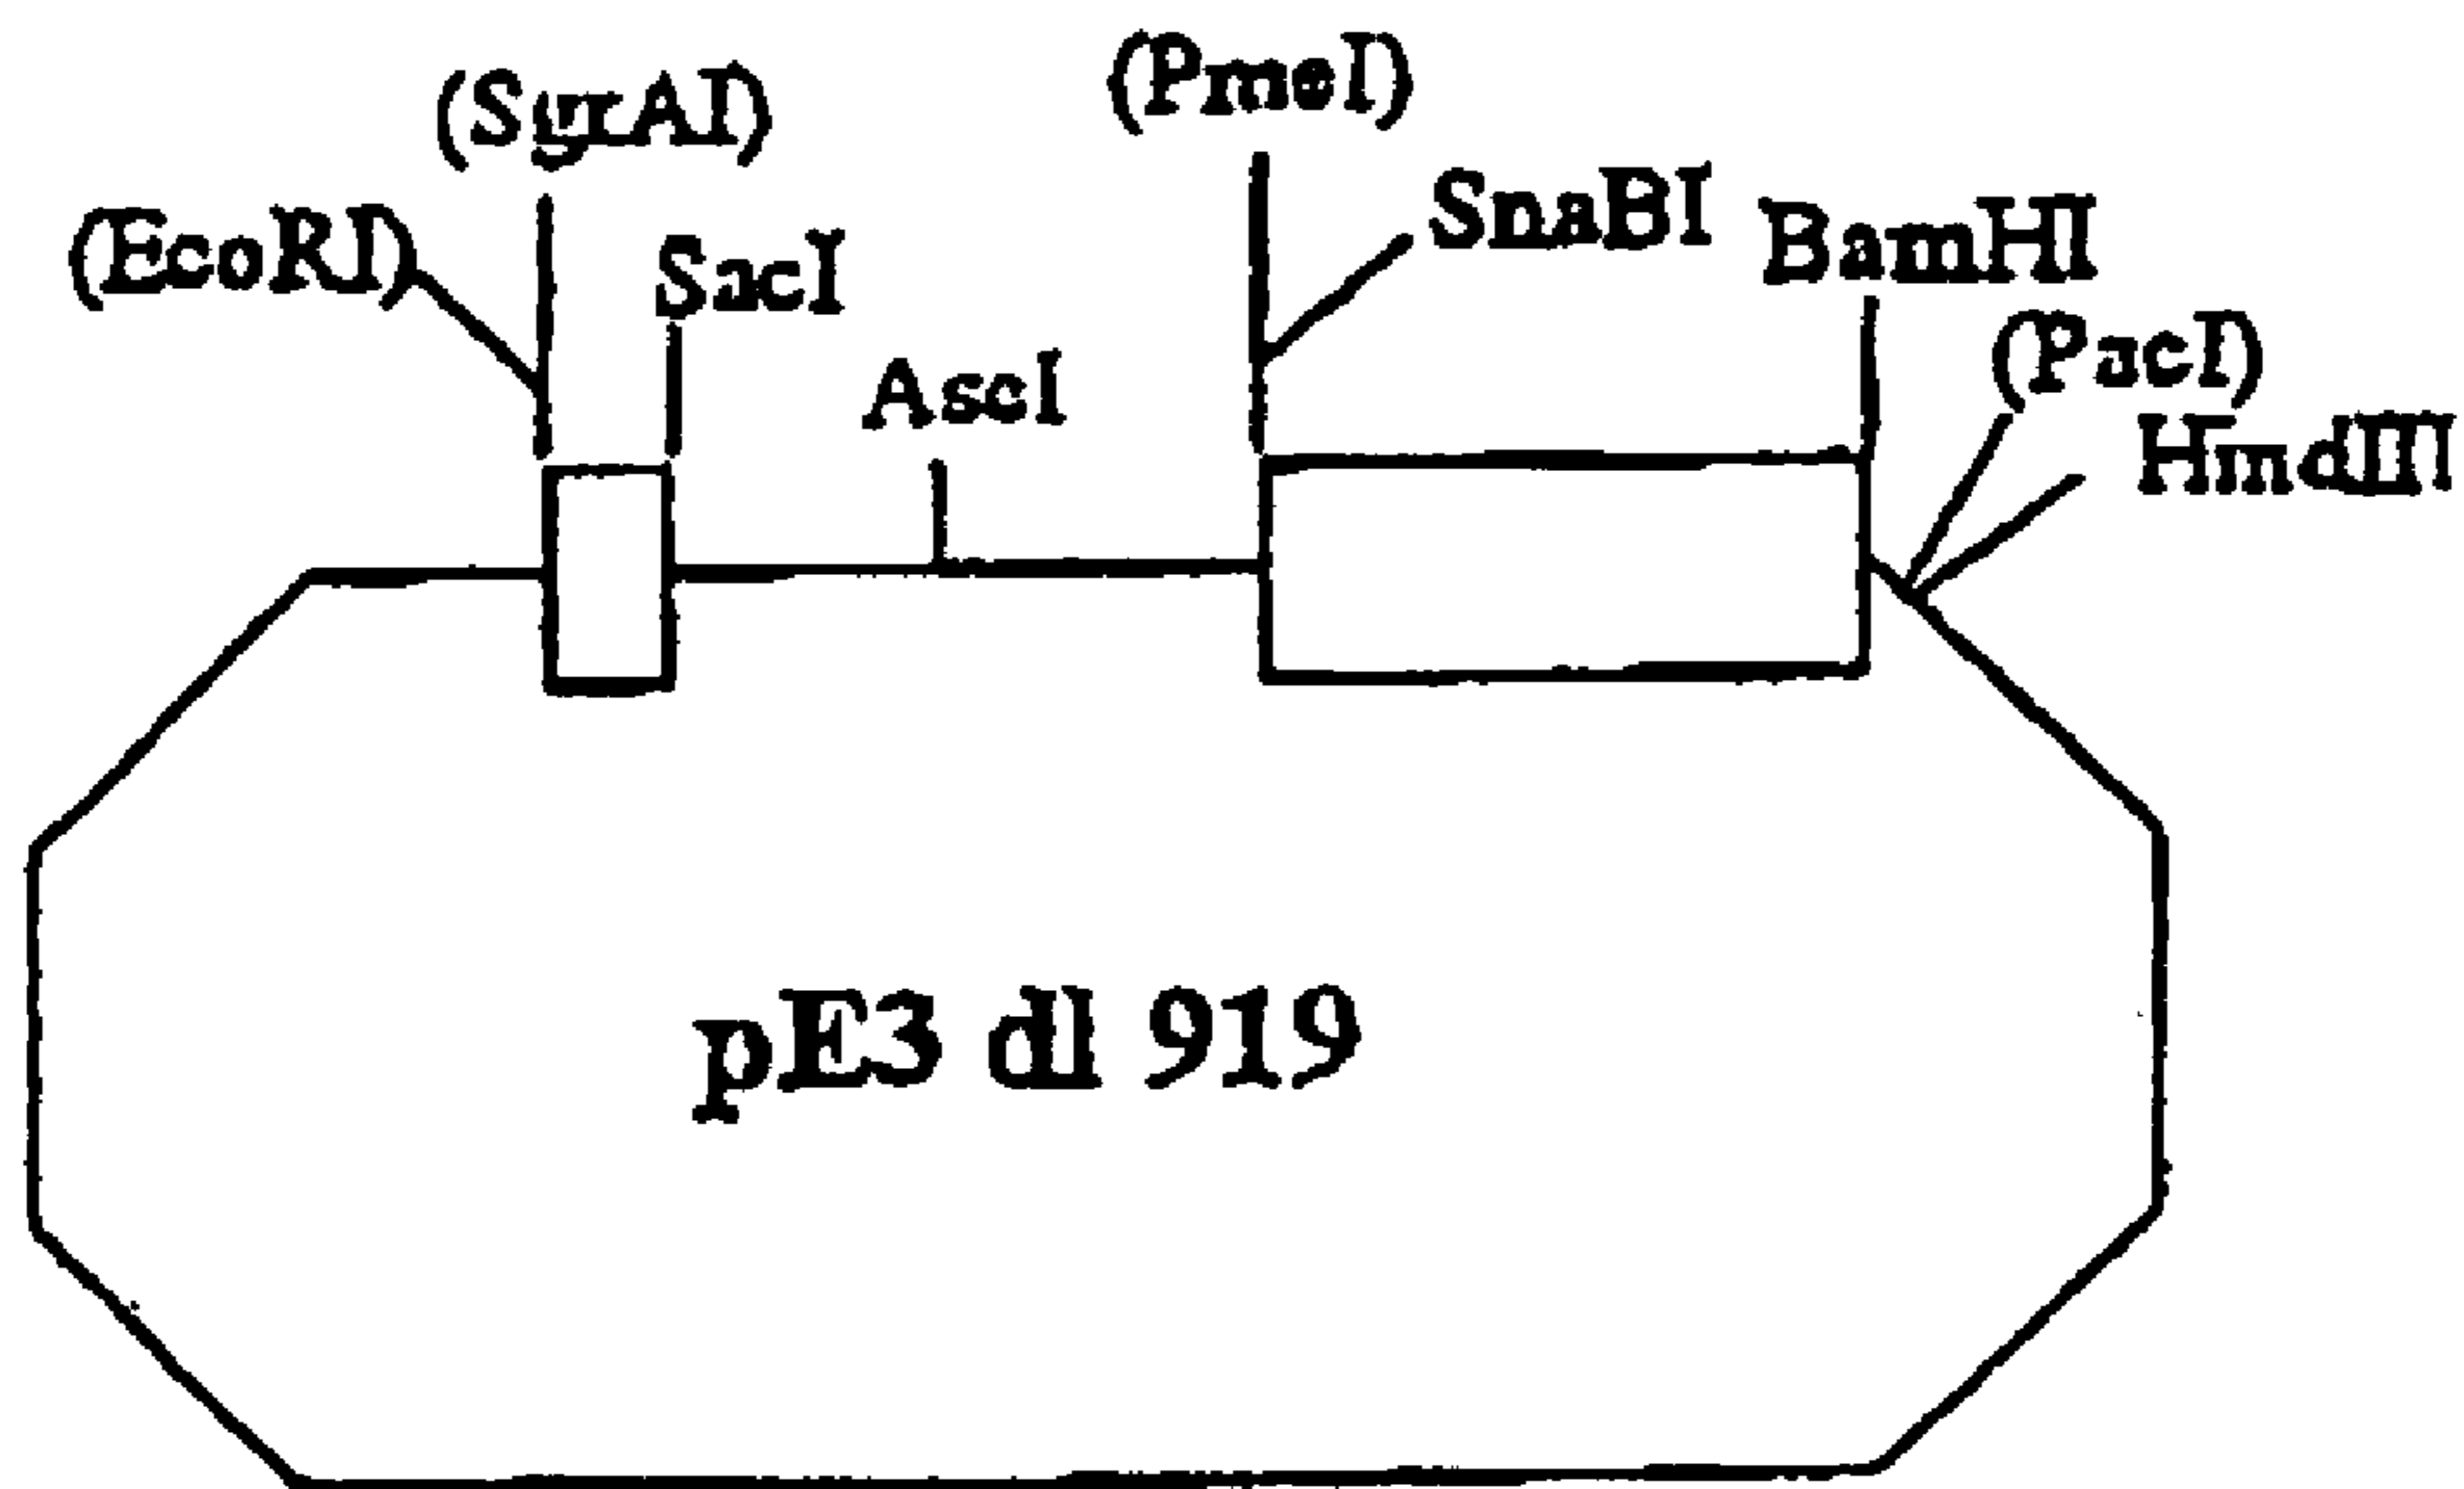 (PmeI)
(SgrAI)
SnaBI
BamHI
(EcoRI)
SacI
(PacI)
AscI
HindIII
pE3 dl 919